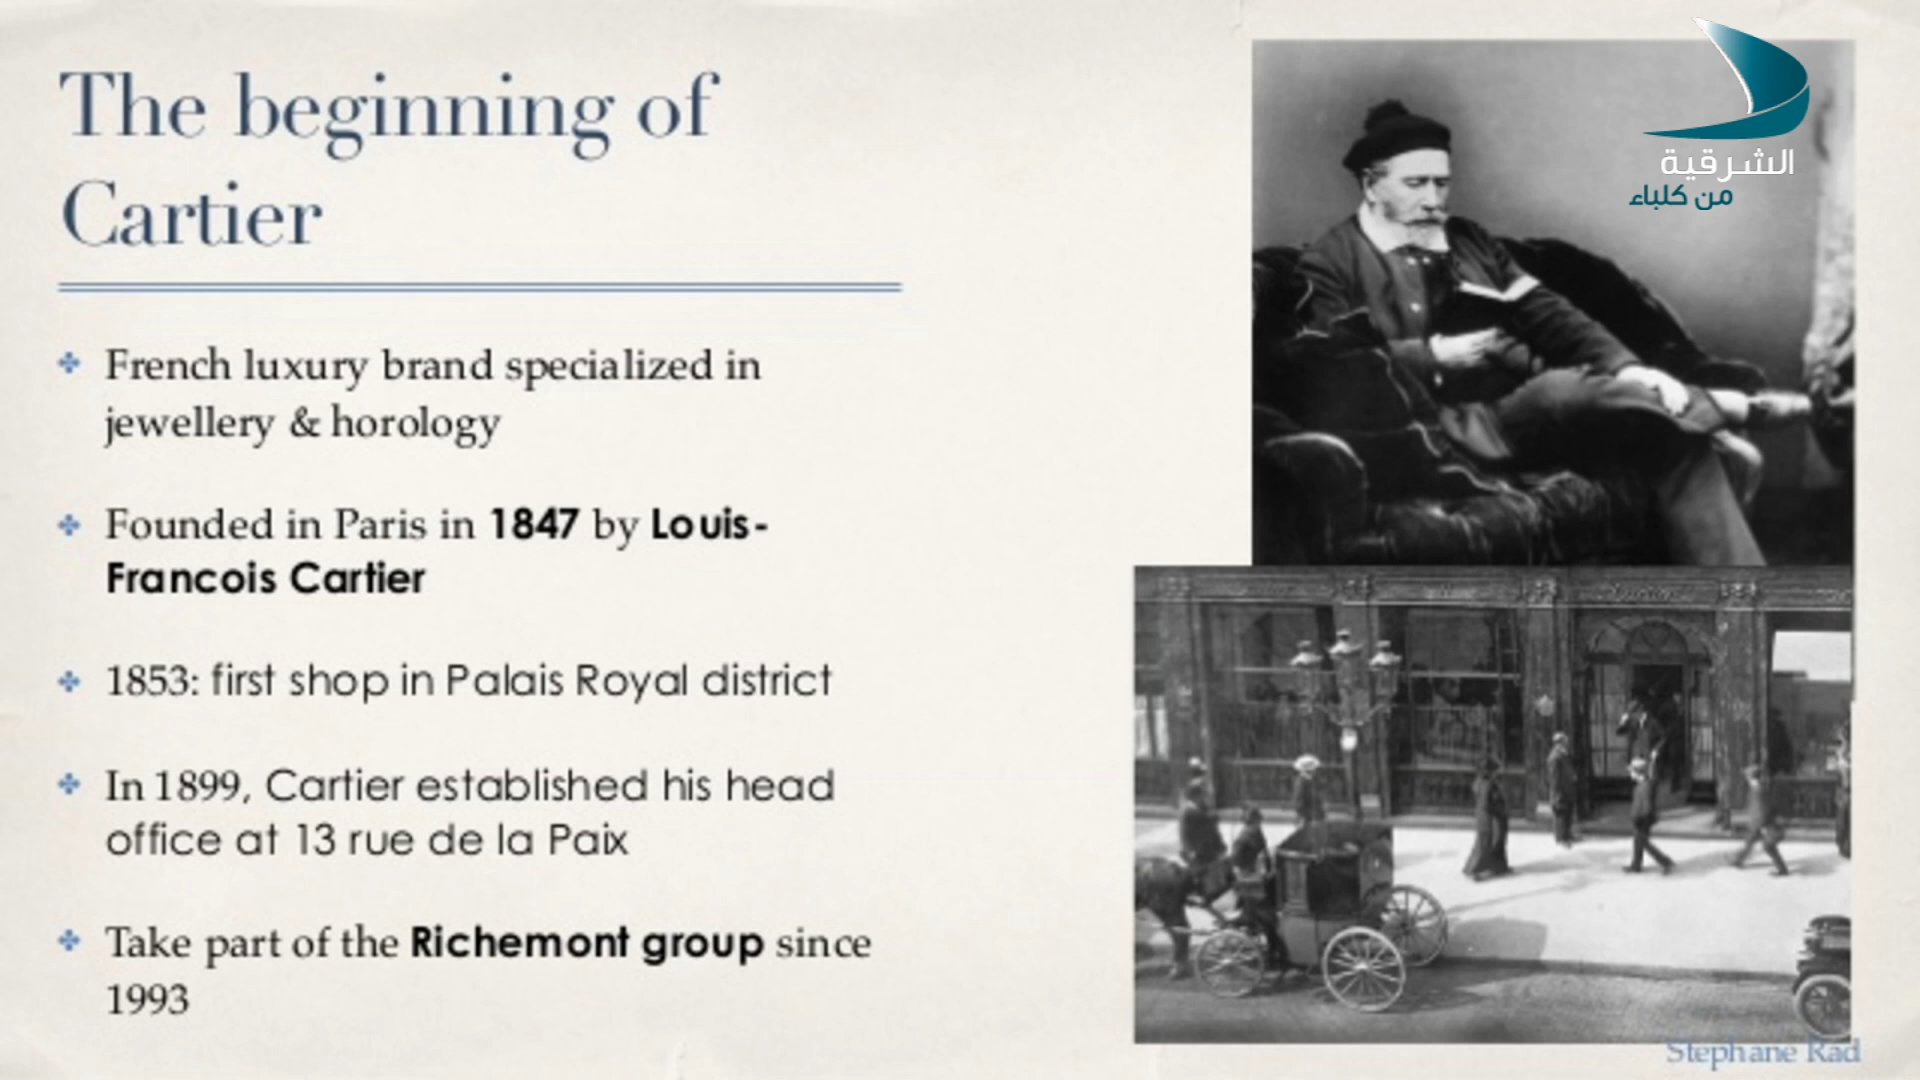 The beginning of
Cartier
French luxury brand specialized in
jewellery & horology
Founded in Paris in 1847 by Louis-
Francois Cartier
1853: first shop in Palais Royal district
In 1899, Cartier established his head
office at 13 rue de la Paix
Take part of the Richemont group since
1993
الشرقية
من كلباء
Stephane Rad